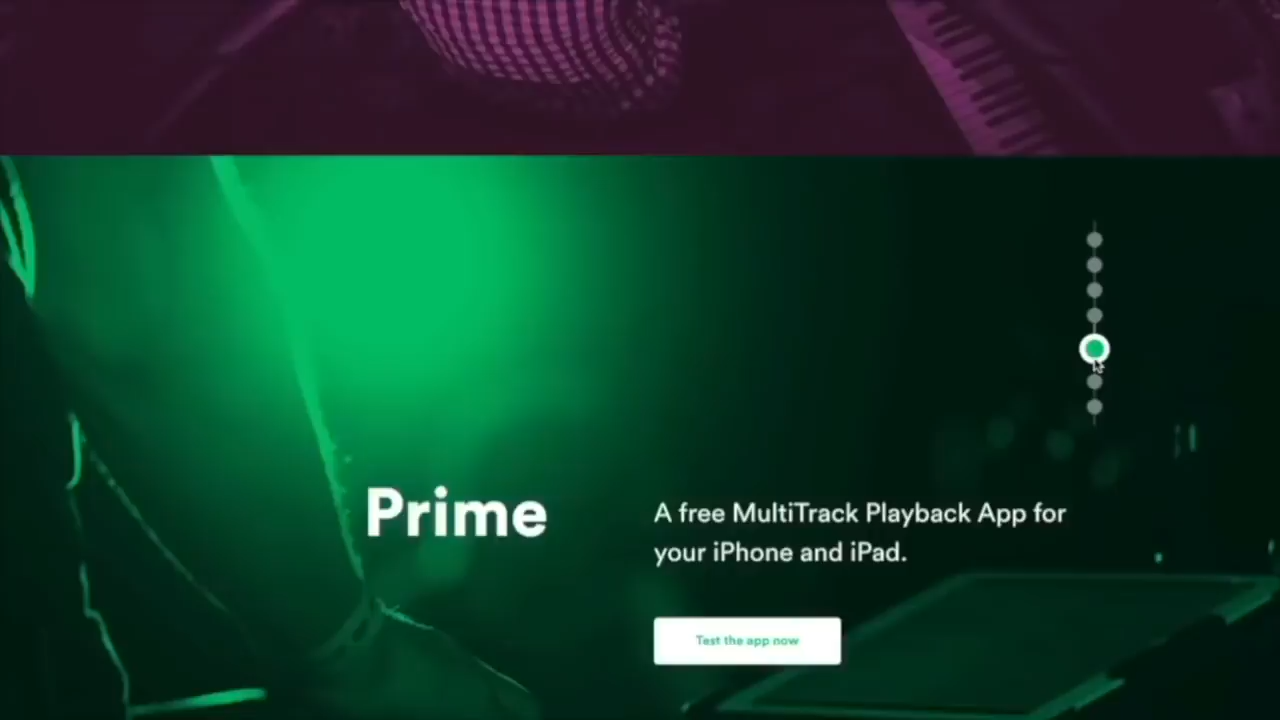 Prime
A free MultiTrack Playback App for
your iPhone and iPad.
Test the app now